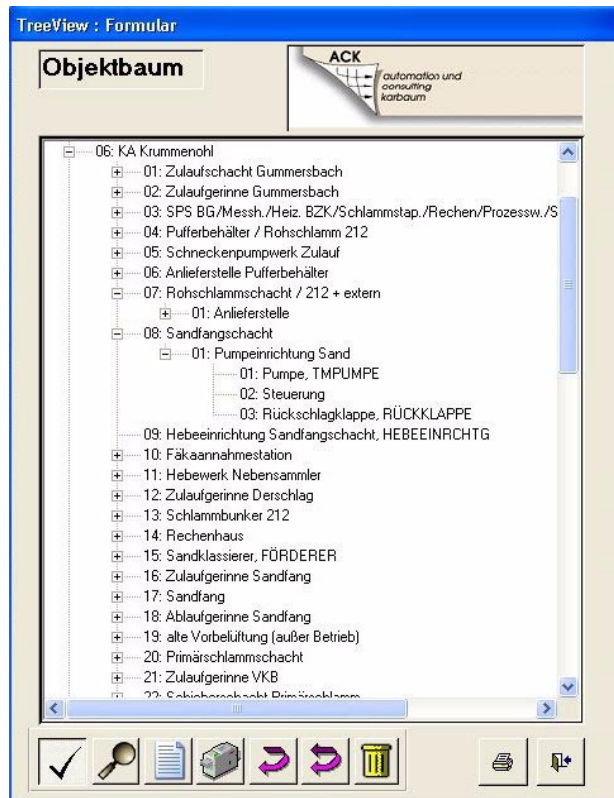 TreeView : Formular
Objektbaum
ACK
automation und
consulting
karbaum
06: KA Krummenohl
01: Zulaufschacht Gummersbach
02: Zulaufgerinne Gummersbach
03: SPS BG/Messh./Heiz. BZK/Schlammstap./Rechen/Prozessw./S
04: Pufferbehälter / Rohschlamm 212
05: Schneckenpumpwerk Zulauf
06: Anlieferstelle Pufferbehälter
07: Rohschlammschacht / 212 + extern
01: Anlieferstelle
08: Sandfangschacht
01: Pumpeinrichtung Sand
01: Pumpe, TMPUMPE
02: Steuerung
03: Rückschlagklappe, RÜCKKLAPPE
09: Hebeeinrichtung Sandfangschacht, HEBEEINRCHTG
10: Fäkaannahmestation
11: Hebewerk Nebensammler
12: Zulaufgerinne Derschlag
13: Schlammbunker 212
14: Rechenhaus
15: Sandklassierer, FÖRDERER
16: Zulaufgerinne Sandfang
17: Sandfang
18: Ablaufgerinne Sandfang
19: alte Vorbelüftung (außer Betrieb)
20: Primärschlammschacht
21: Zulaufgerinne VKB
22: Schieberschacht Primärschlamm